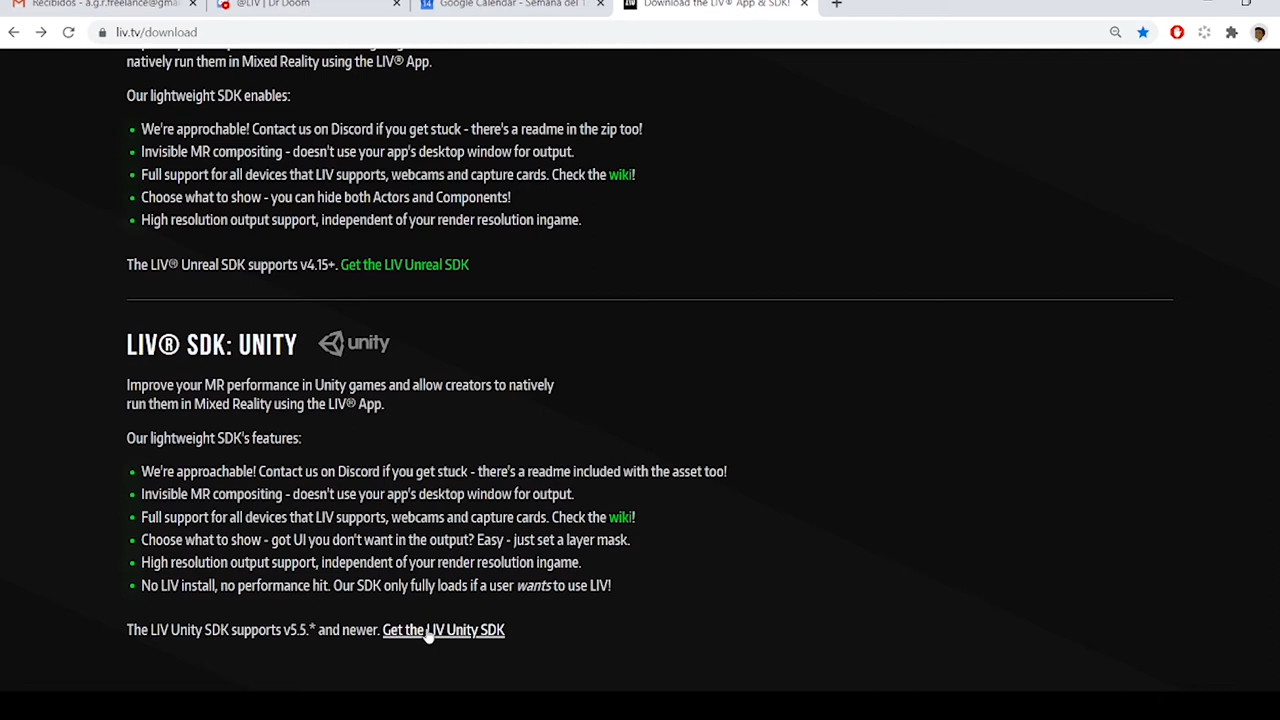 Recibidos - a.g.r.freelance@gma
@LIV | Dr Doom
Google Calendar - Semana del 1
Download the LIV® App & SDK!
liv.tv/download
natively run them in Mixed Reality using the LIV® App.
Our lightweight SDK enables:
We're approchable! Contact us on Discord if you get stuck - there's a readme in the zip too!
Invisible MR compositing - doesn't use your app's desktop window for output.
Full support for all devices that LIV supports, webcams and capture cards. Check the wiki!
Choose what to show - you can hide both Actors and Components!
High resolution output support, independent of your render resolution ingame.
The LIV® Unreal SDK supports v4.15+. Get the LIV Unreal SDK
LIV® SDK: UNITY unity
Improve your MR performance in Unity games and allow creators to natively
run them in Mixed Reality using the LIV® App.
Our lightweight SDK's features:
We're approachable! Contact us on Discord if you get stuck - there's a readme included with the asset too!
Invisible MR compositing - doesn't use your app's desktop window for output.
Full support for all devices that LIV supports, webcams and capture cards. Check the wiki!
Choose what to show - got UI you don't want in the output? Easy - just set a layer mask.
High resolution output support, independent of your render resolution ingame.
No LIV install, no performance hit. Our SDK only fully loads if a user wants to use LIV!
The LIV Unity SDK supports v5.5.* and newer. Get the LIV Unity SDK